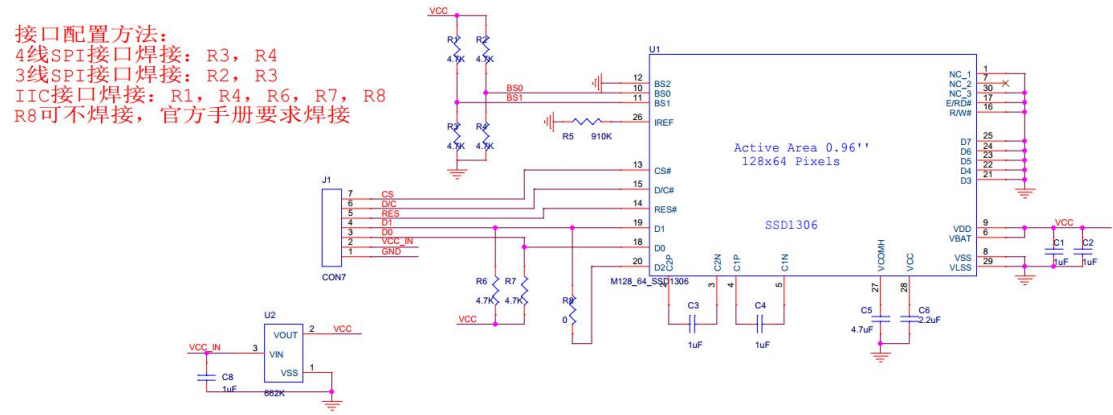 接口配置方法:
4线SPI接口焊接: R3, R4
3线SPI接口焊接: R2, R3
IIC接口焊接: R1, R4, R6, R7, R8
R8可不焊接, 官方手册要求焊接
VCC
R1
4.7K
R2
4.7K
BS0
BS1
R3
4.7K
R4
4.7K
R5 910K
U1
12 BS2
10 BS0
11 BS1
26 IREF
13 CS#
15 D/C#
14 RES#
19 D1
18 D0
20 D2
Active Area 0.96''
128x64 Pixels
SSD1306
NC_1 1
NC_2 7
NC_3 30
E/RD# 17
R/W# 16
D7 25
D6 24
D5 23
D4 22
D3 21
VDD 9
VBAT 6
VSS 8
VLSS 29
VCC
C1
1uF
C2
1uF
J1
7 CS
6 D/C
5 RES
4 D1
3 D0
2 VCC_IN
1 GND
CON7
M128_64_SSD1306
C2P 2
C2N 3
C1P 4
C1N 5
VCOMH 27
VCC 28
R6
4.7K
R7
4.7K
R8
0
VCC
C3
1uF
C4
1uF
C5
4.7uF
C6
2.2uF
U2
VOUT 2 VCC
VCC_IN 3 VIN
VSS 1
C8
1uF
662K